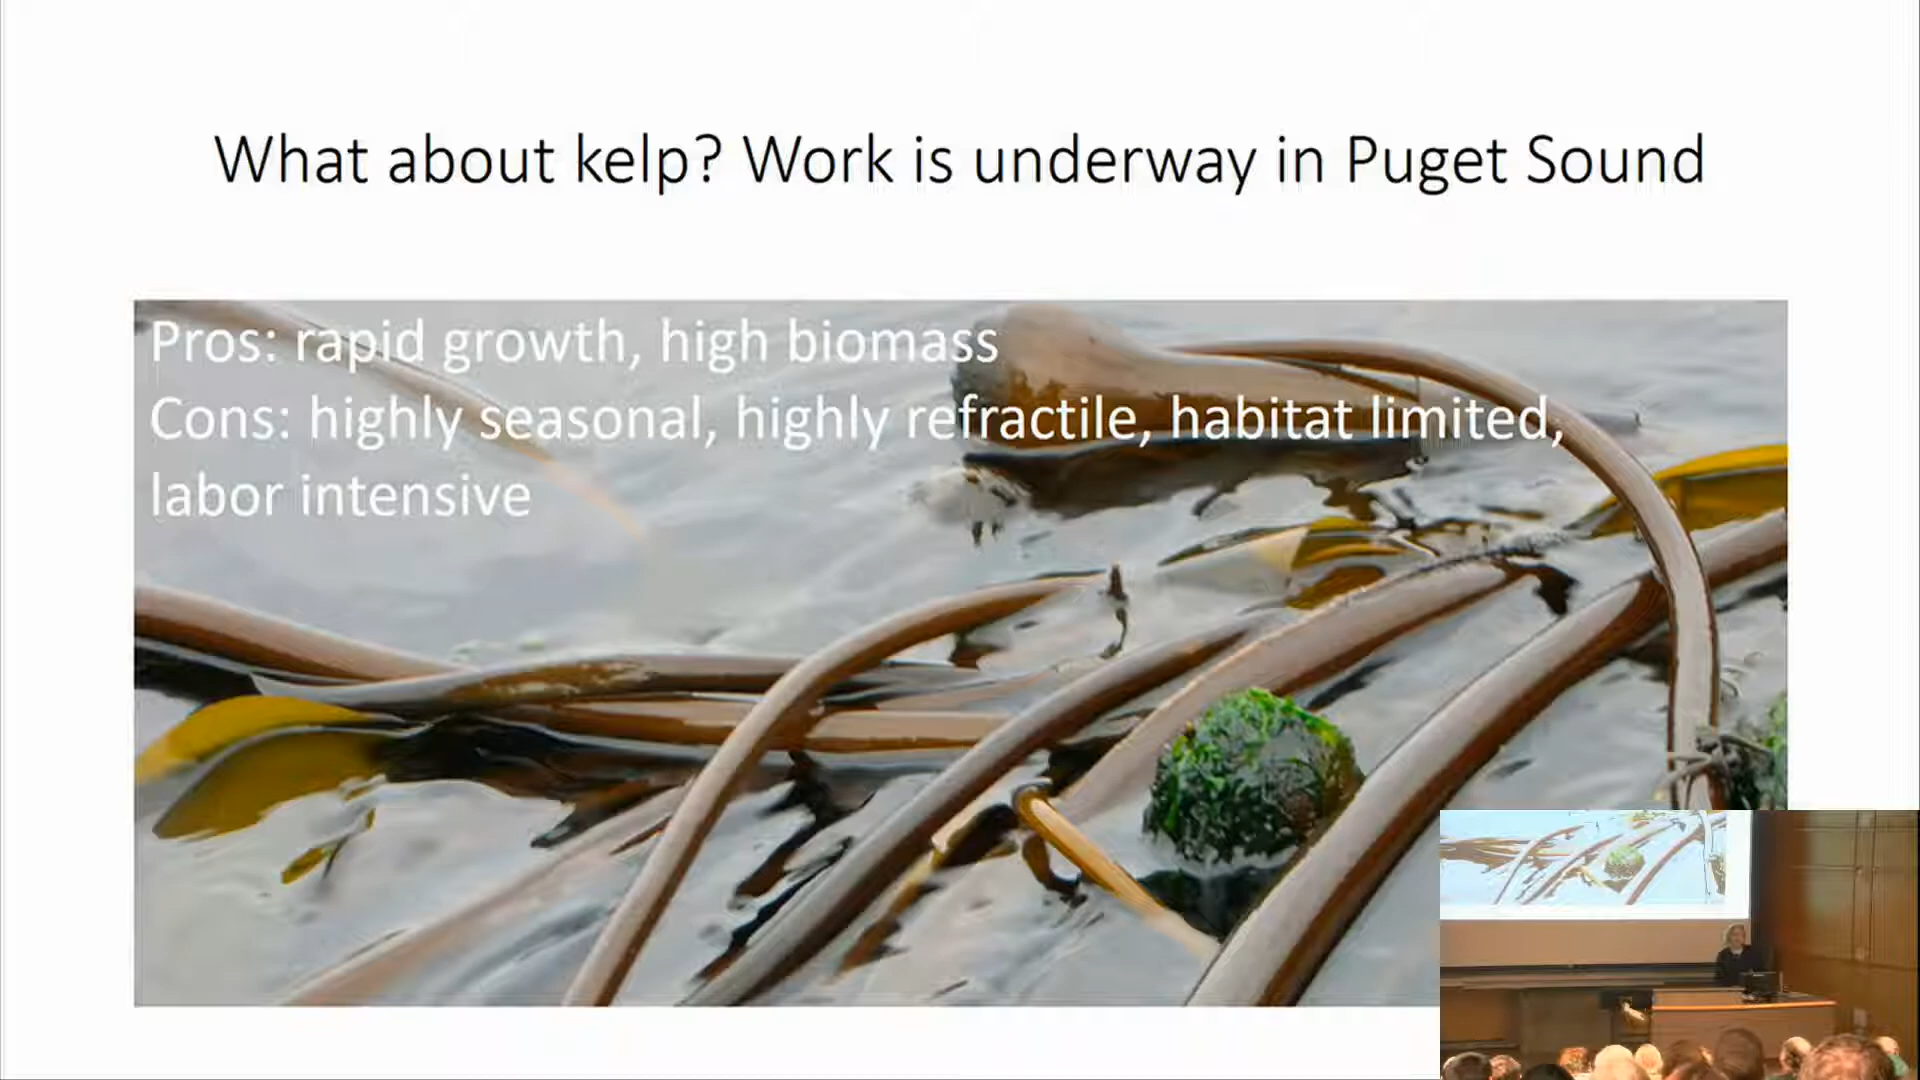 What about kelp? Work is underway in Puget Sound
Pros: rapid growth, high biomass
Cons: highly seasonal, highly refractile, habitat limited,
labor intensive